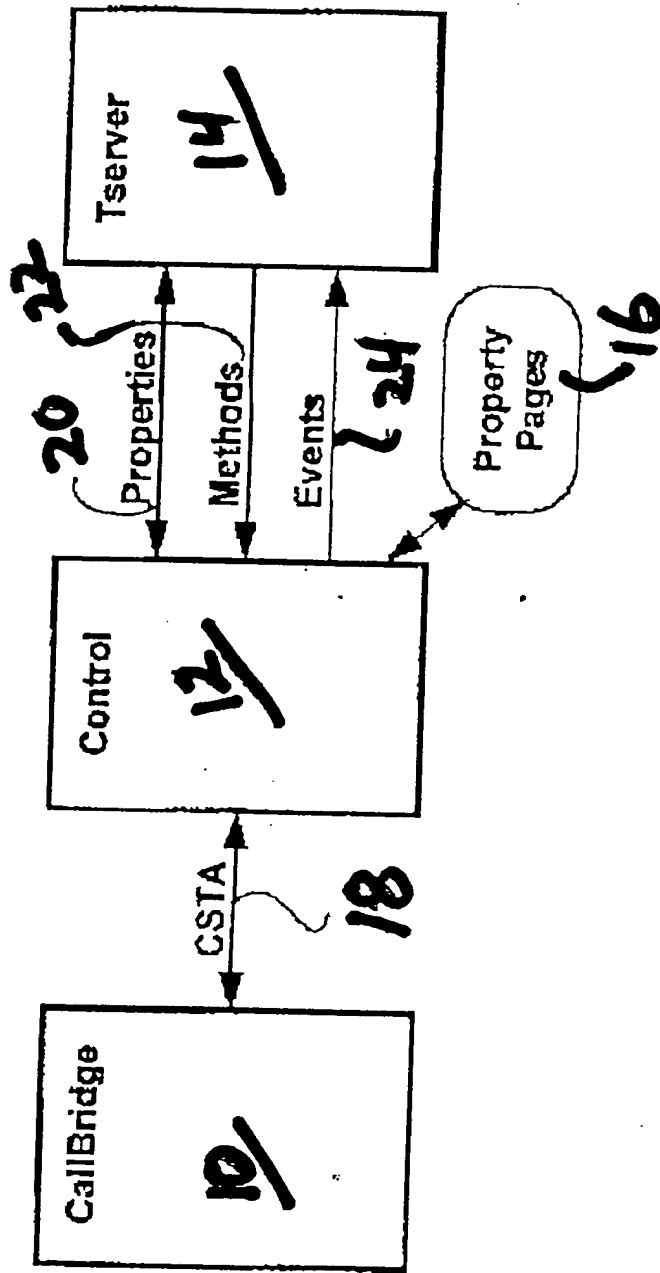 CallBridge
10
CSTA
18
Control
12
20
Properties
22
Methods
Events
24
Tserver
14
Property
Pages
16